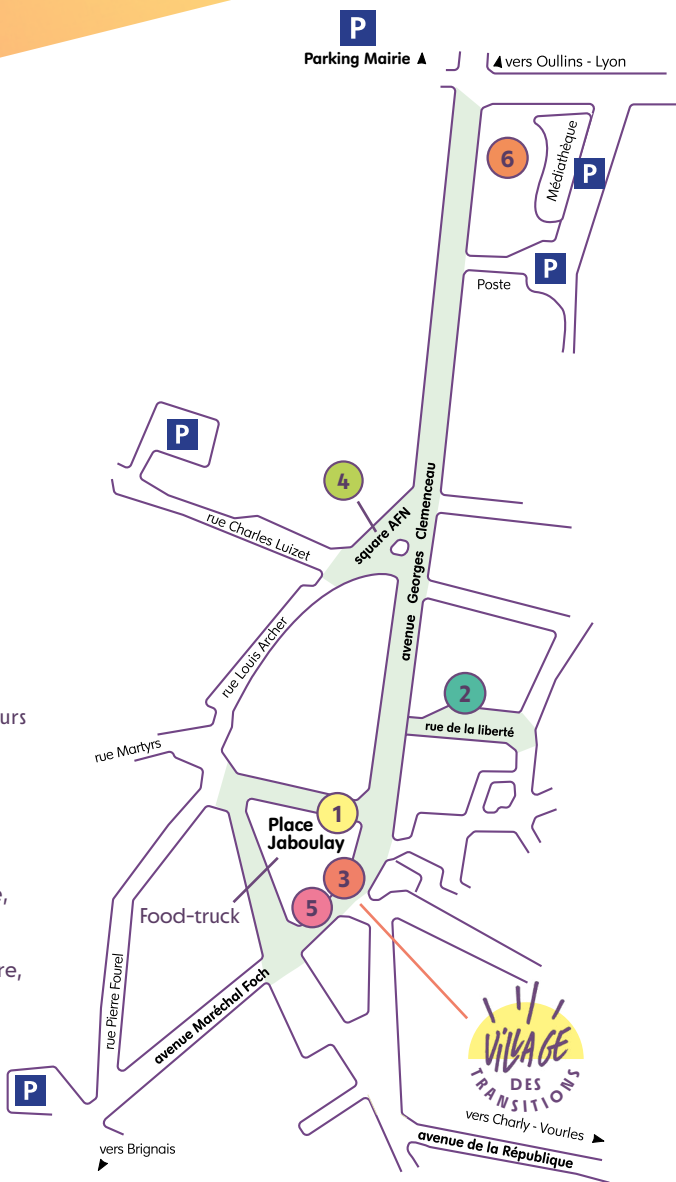 P
Parking Mairie
vers Oullins - Lyon
6
Médiathèque
P
P
Poste
P
4
rue Charles Luizet
square AFN
avenue Georges Clemenceau
rue Louis Archer
2
rue de la liberté
urs
rue Martyrs
1
Place
Jaboulay
3
5
e,
Food-truck
re,
rue Pierre Fourel
avenue Maréchal Foch
ViLLAGE
DES
TRANSITIONS
P
vers Charly - Vourles
avenue de la République
vers Brignais